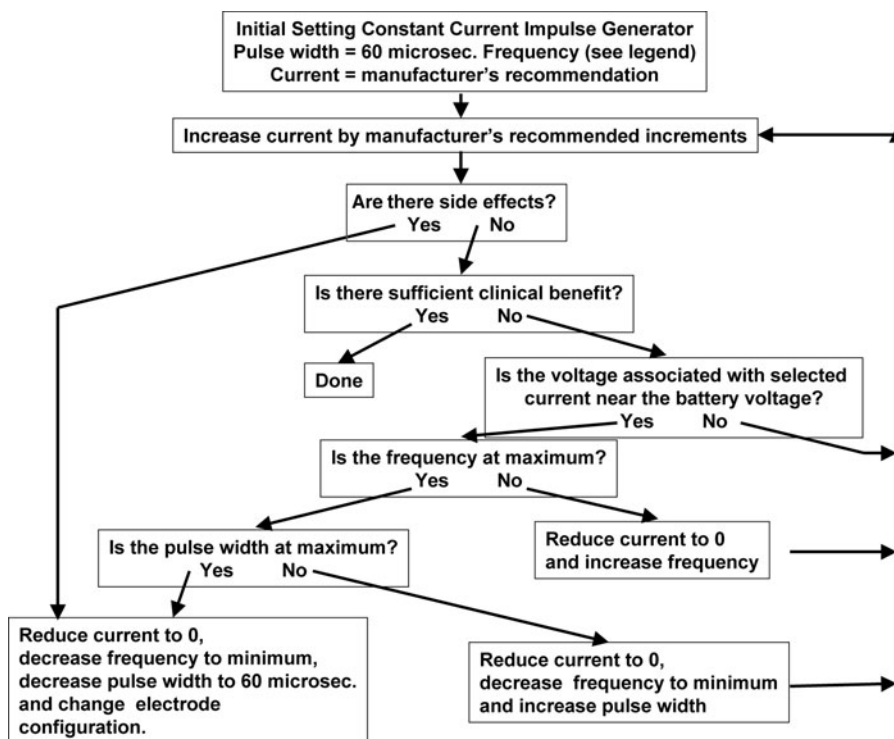 Initial Setting Constant Current Impulse Generator
Pulse width = 60 microsec. Frequency (see legend)
Current = manufacturer's recommendation
Increase current by manufacturer's recommended increments
Are there side effects?
Yes No
Is there sufficient clinical benefit?
Yes No
Done
Is the voltage associated with selected
current near the battery voltage?
Yes No
Is the frequency at maximum?
Yes No
Reduce current to 0
and increase frequency
Is the pulse width at maximum?
Yes No
Reduce current to 0,
decrease frequency to minimum,
decrease pulse width to 60 microsec.
and change electrode
configuration.
Reduce current to 0,
decrease frequency to minimum
and increase pulse width